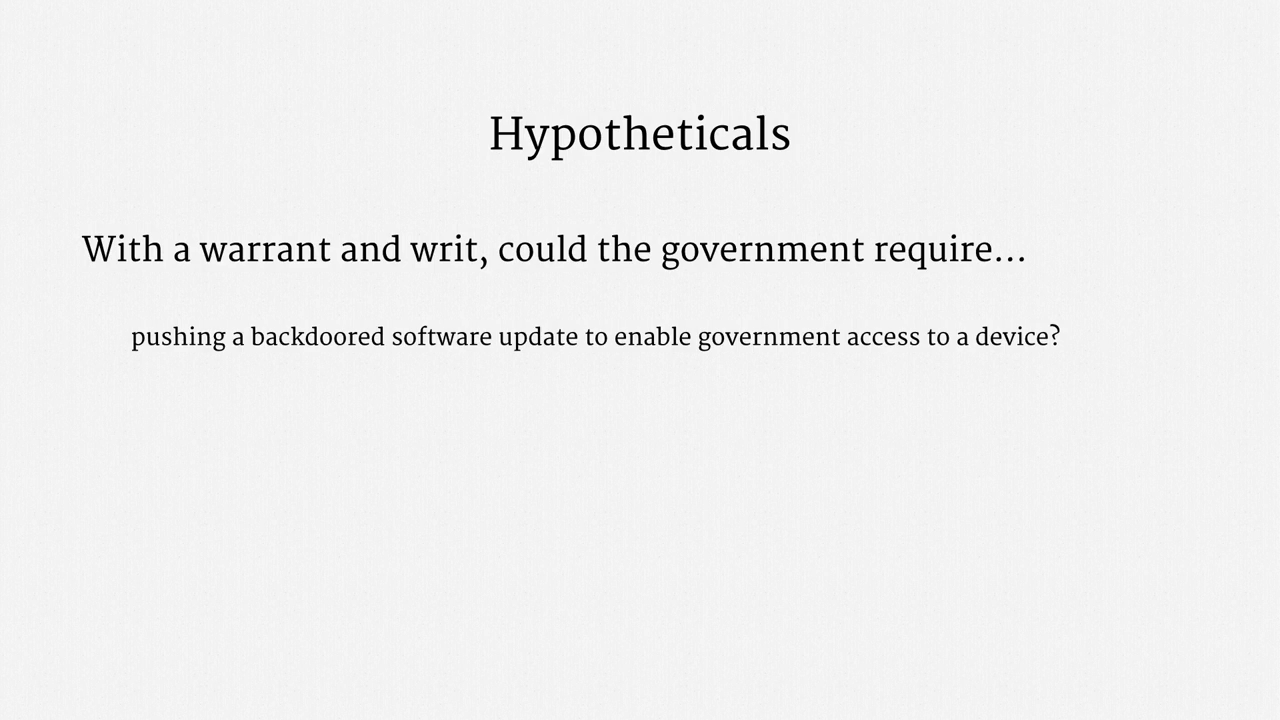 Hypotheticals
With a warrant and writ, could the government require…
pushing a backdoored software update to enable government access to a device?